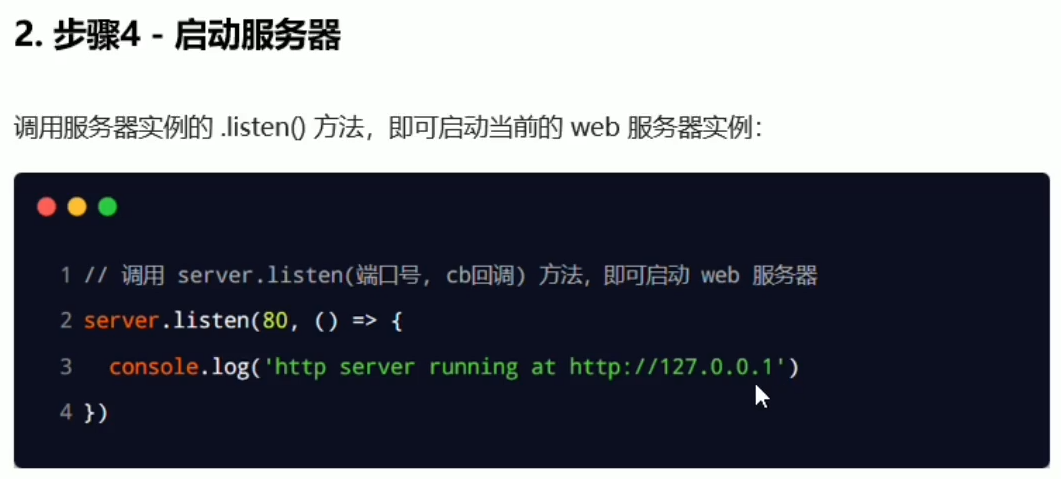 2. 步骤4 - 启动服务器
调用服务器实例的 .listen() 方法，即可启动当前的 web 服务器实例：
1 // 调用 server.listen(端口号, cb回调) 方法，即可启动 web 服务器
2 server.listen(80, () => {
3   console.log('http server running at http://127.0.0.1')
4 })